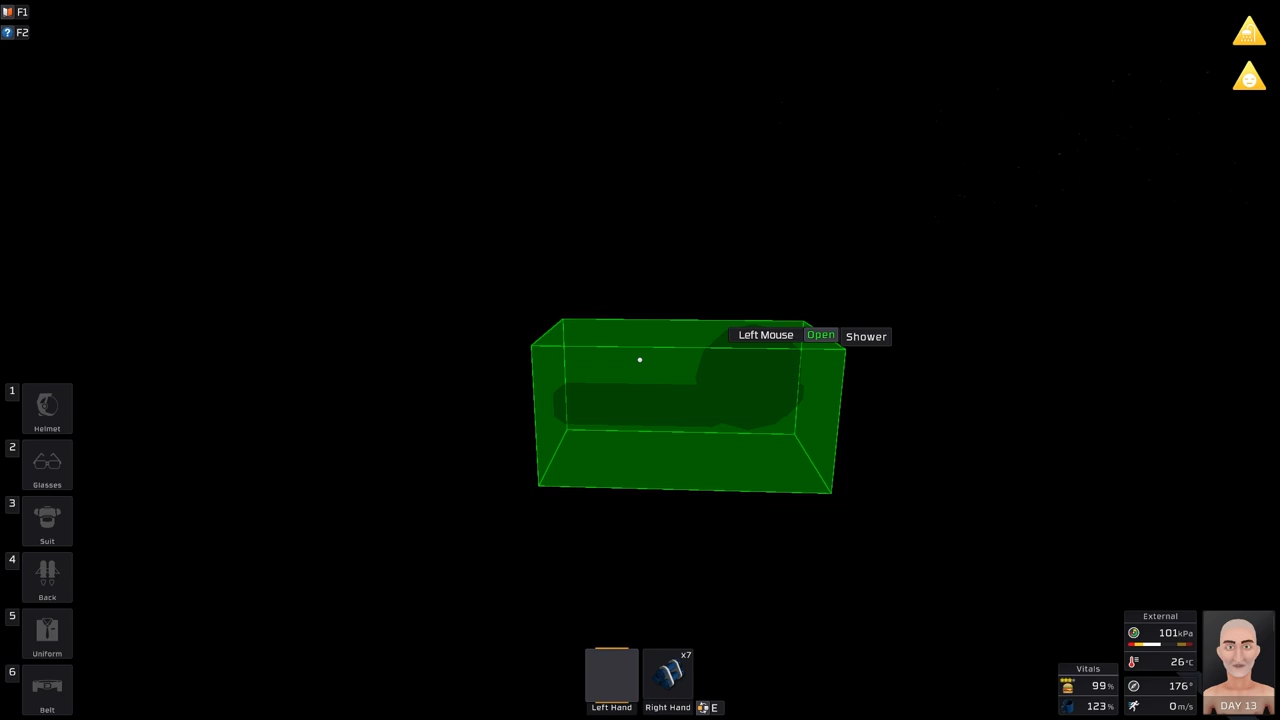 F1
? F2
Left Mouse Open Shower
1
Helmet
2
Glasses
3
Suit
4
Back
5
Uniform
6
Belt
x7
Left Hand
Right Hand E
External
101kPa
26°C
Vitals
99%
176°
123%
0m/s
DAY 13